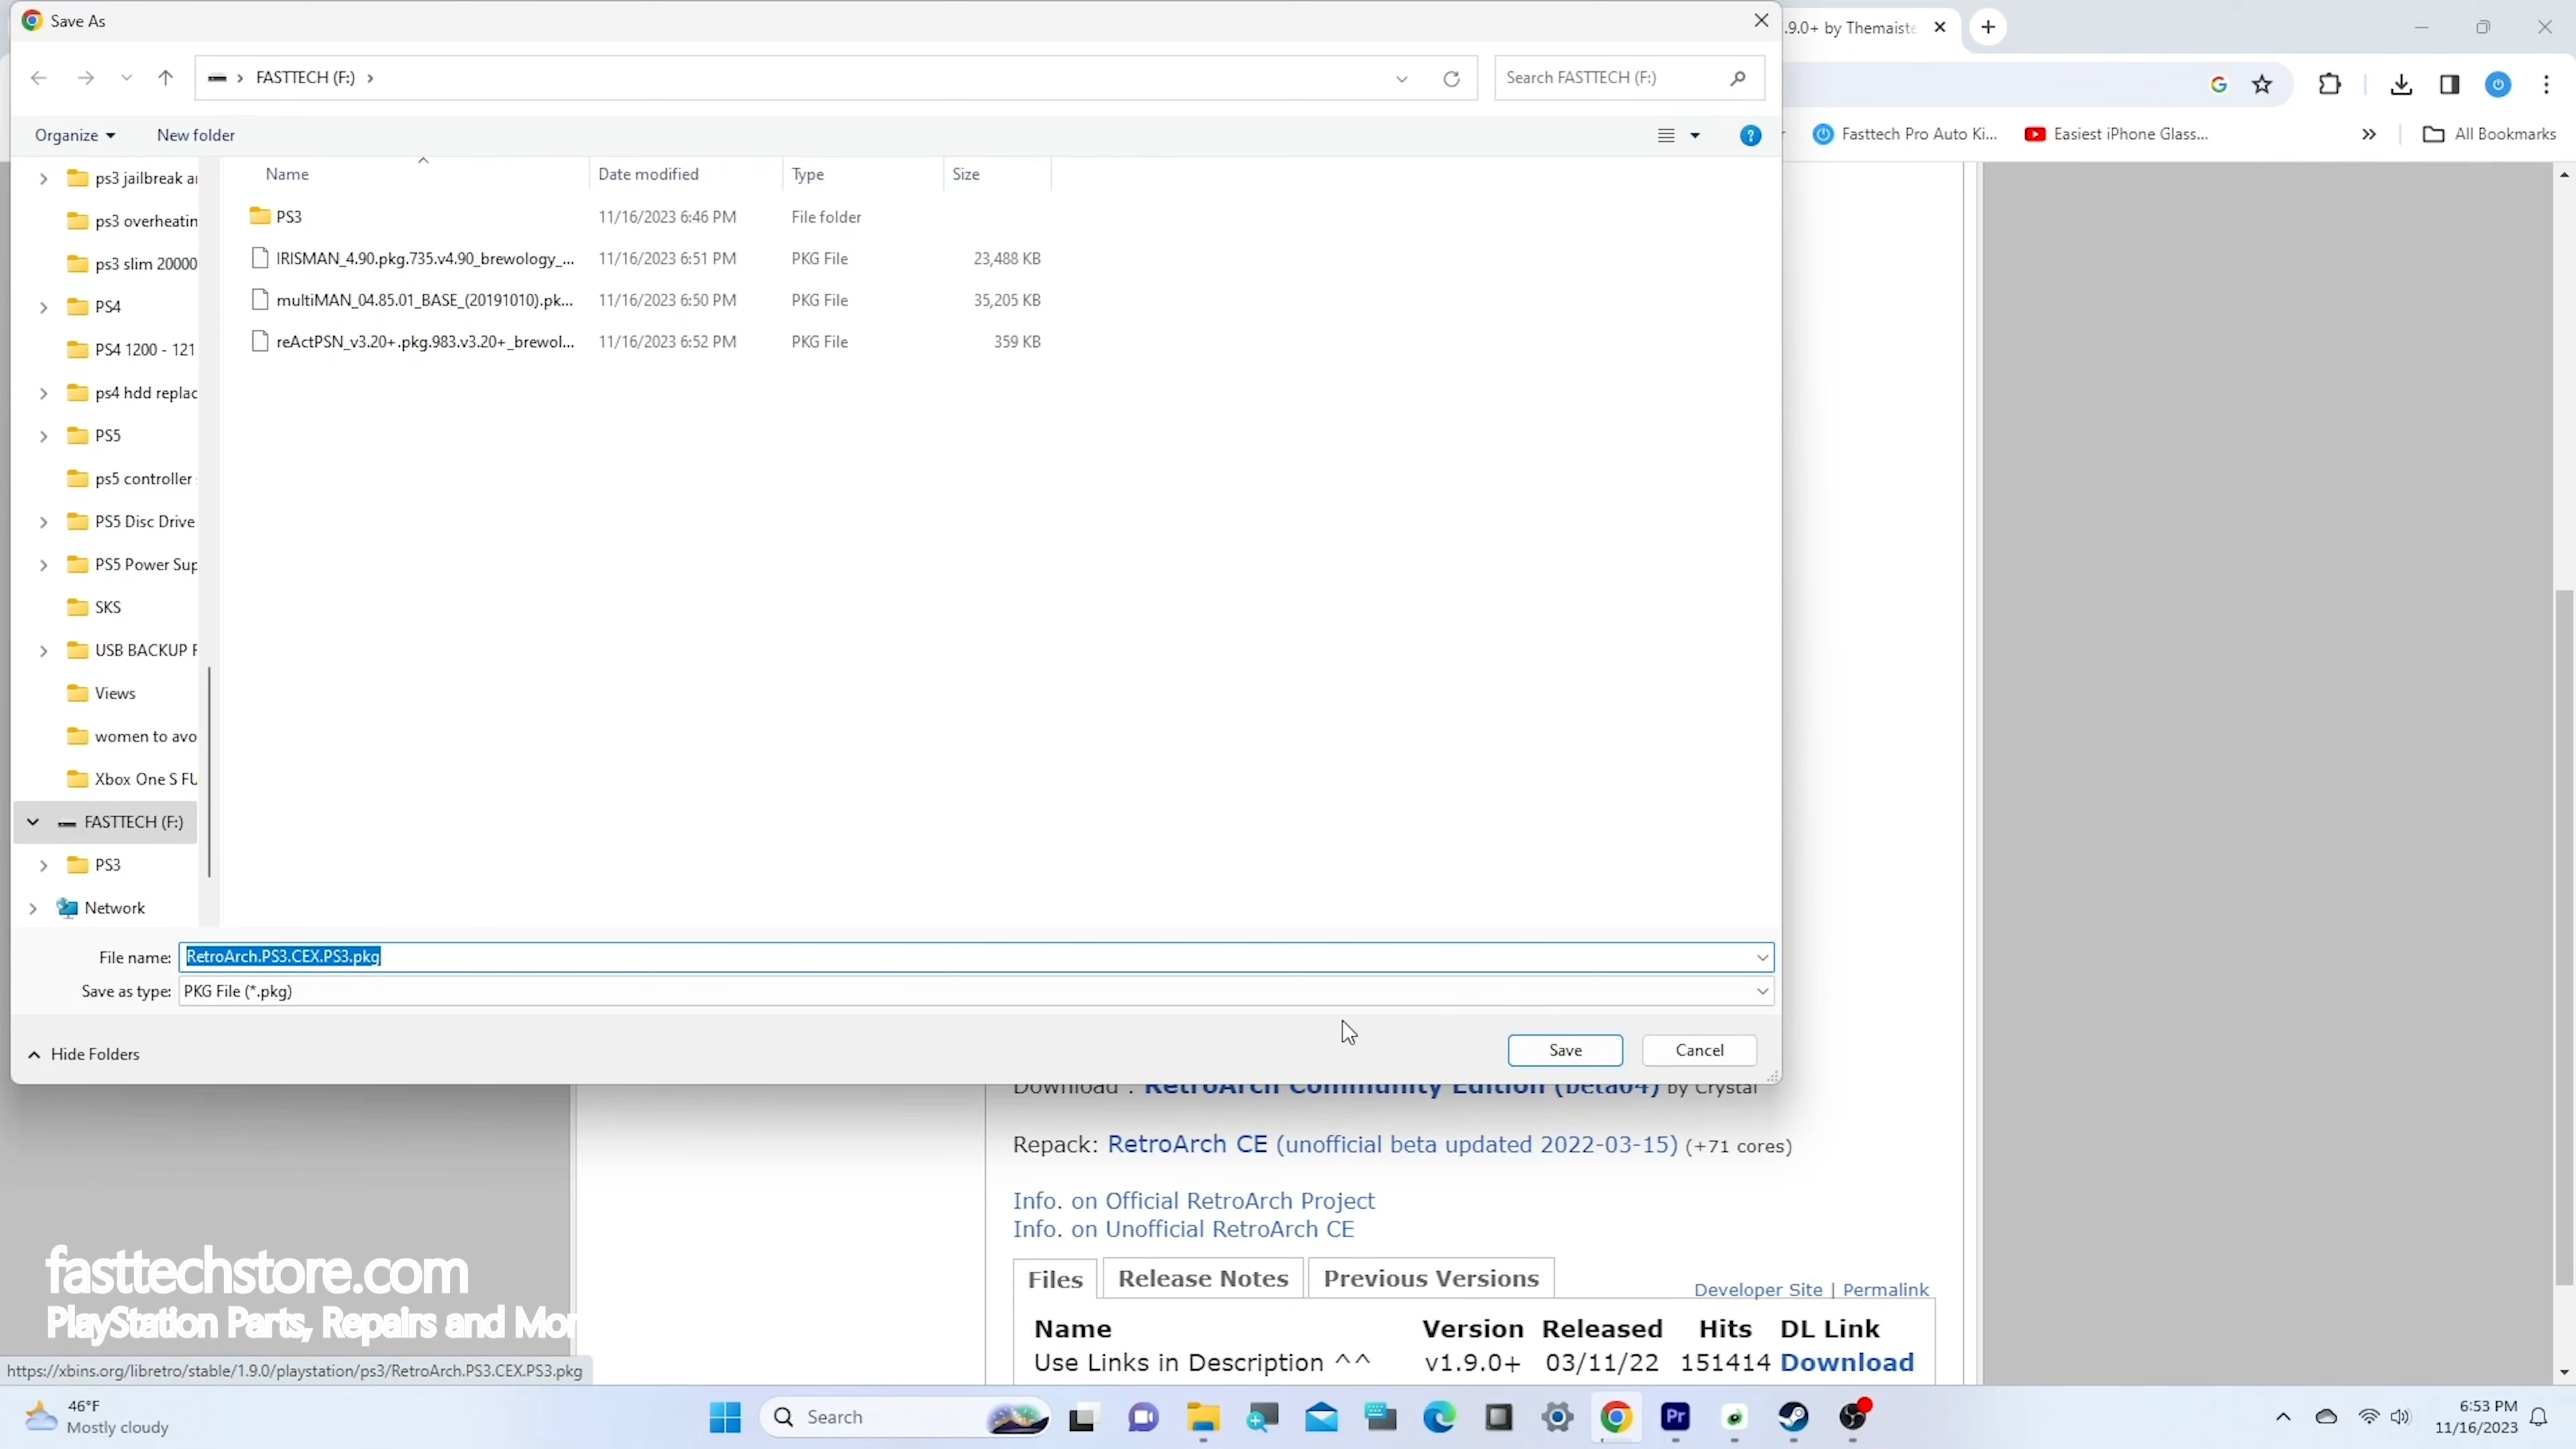 Save As
.9.0+ by Themaiste
FASTTECH (F:)
Search FASTTECH (F:)
Organize
New folder
Fasttech Pro Auto Ki...
Easiest iPhone Glass...
All Bookmarks
Name Date modified Type Size
PS3 11/16/2023 6:46 PM File folder
IRISMAN_4.90.pkg.735.v4.90_brewology_... 11/16/2023 6:51 PM PKG File 23,488 KB
multiMAN_04.85.01_BASE_(20191010).pk... 11/16/2023 6:50 PM PKG File 35,205 KB
reActPSN_v3.20+.pkg.983.v3.20+_brewol... 11/16/2023 6:52 PM PKG File 359 KB
ps3 jailbreak a
ps3 overheatin
ps3 slim 20000
PS4
PS4 1200 - 121
ps4 hdd replac
PS5
ps5 controller
PS5 Disc Drive
PS5 Power Sup
SKS
USB BACKUP F
Views
women to avo
Xbox One S FU
FASTTECH (F:)
PS3
Network
File name: RetroArch.PS3.CEX.PS3.pkg
Save as type: PKG File (*.pkg)
Hide Folders
Save
Cancel
Download : RetroArch Community Edition (beta04) by Crystal
Repack: RetroArch CE (unofficial beta updated 2022-03-15) (+71 cores)
Info. on Official RetroArch Project
Info. on Unofficial RetroArch CE
Files Release Notes Previous Versions
Developer Site | Permalink
Name Version Released Hits DL Link
Use Links in Description ^^ v1.9.0+ 03/11/22 151414 Download
fasttechstore.com
PlayStation Parts, Repairs and Mor
https://xbins.org/libretro/stable/1.9.0/playstation/ps3/RetroArch.PS3.CEX.PS3.pkg
46°F
Mostly cloudy
Search
Pr
6:53 PM
11/16/2023